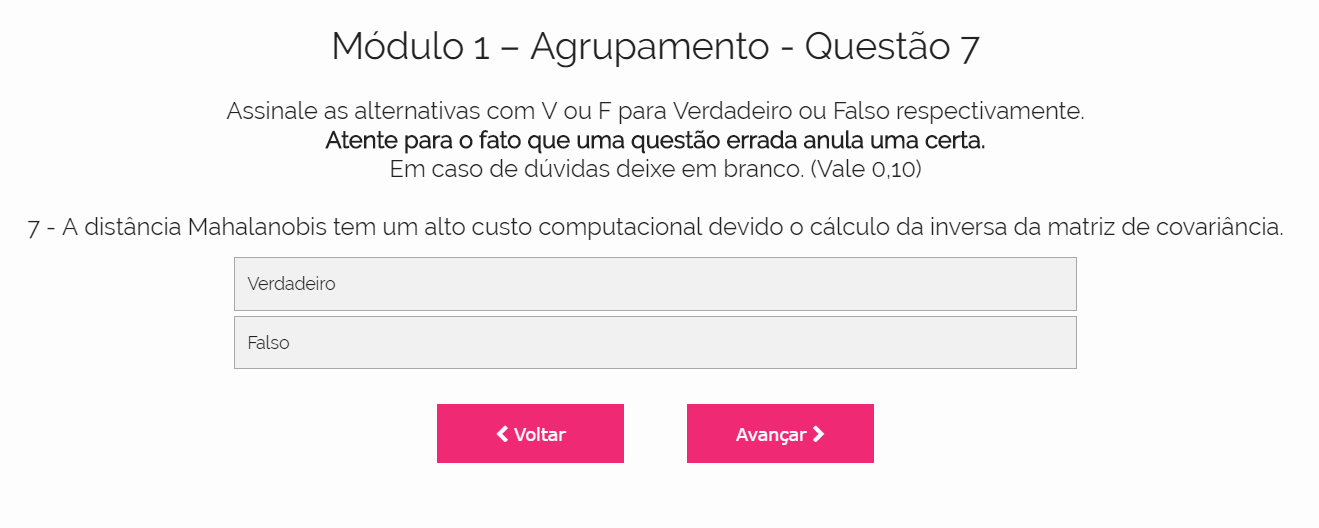 Módulo 1 – Agrupamento - Questão 7
Assinale as alternativas com V ou F para Verdadeiro ou Falso respectivamente.
Atente para o fato que uma questão errada anula uma certa.
Em caso de dúvidas deixe em branco. (Vale 0,10)
7 - A distância Mahalanobis tem um alto custo computacional devido o cálculo da inversa da matriz de covariância.
Verdadeiro
Falso
Voltar
Avançar